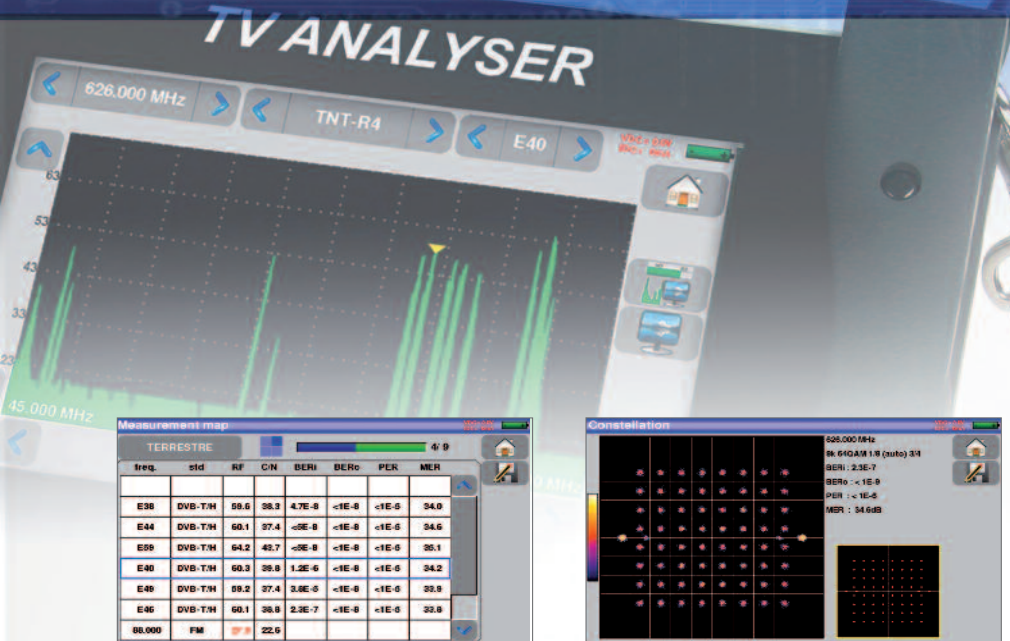 TV ANALYSER
626.000 MHz
TNT-R4
E40
63
53
43
33
23
45.000 MHz
Measurement map
TERRESTRE
4/ 9
freq. std RF C/N BERi BERo PER MER
E38 DVB-T/H 59.6 38.3 4.7E-8 <1E-8 <1E-6 34.0
E44 DVB-T/H 60.1 37.4 <5E-8 <1E-8 <1E-6 34.6
E59 DVB-T/H 64.2 43.7 <5E-8 <1E-8 <1E-6 35.1
E40 DVB-T/H 60.3 39.8 1.2E-6 <1E-8 <1E-6 34.2
E49 DVB-T/H 59.2 37.4 3.8E-6 <1E-8 <1E-6 33.9
E46 DVB-T/H 60.1 38.8 2.3E-7 <1E-8 <1E-6 33.8
88.000 FM 22.6
Constellation
626.000 MHz
8k 64QAM 1/8 (auto) 3/4
BERi : 2.3E-7
BERo : < 1E-9
PER : < 1E-6
MER : 34.6dB